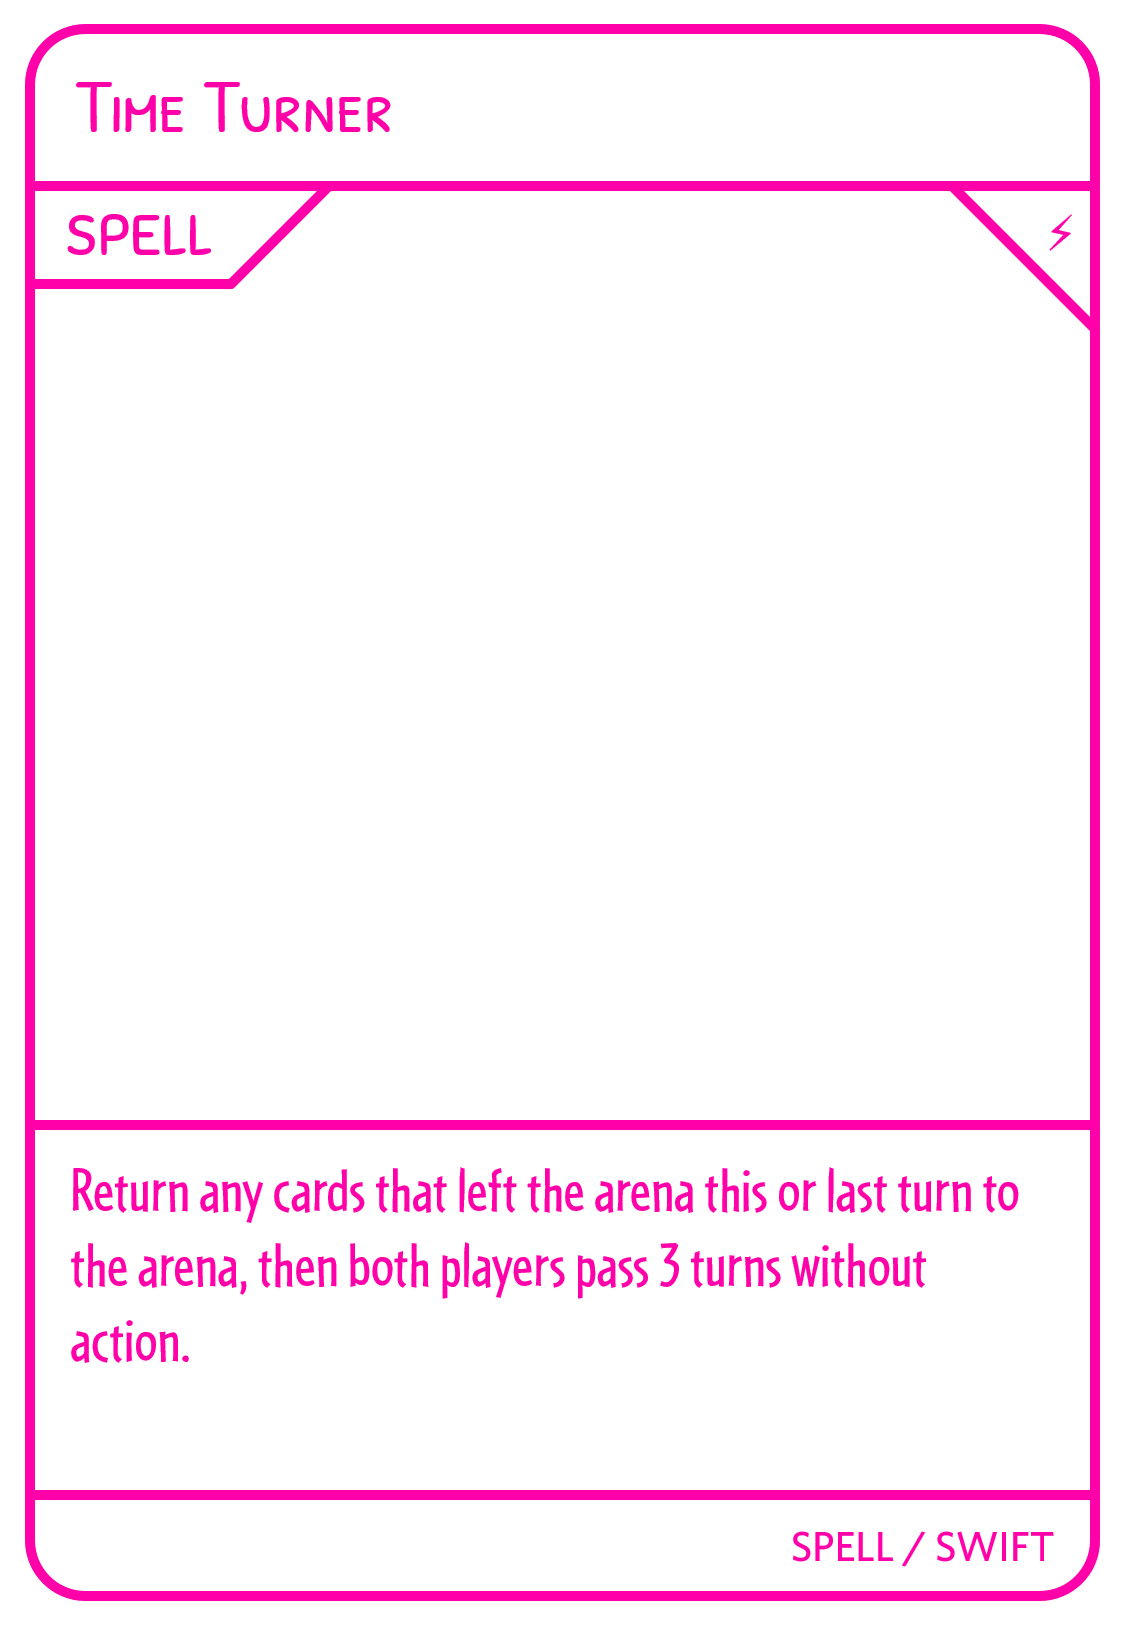 Time Turner
SPELL
⚡
Return any cards that left the arena this or last turn to
the arena, then both players pass 3 turns without
action.
SPELL / SWIFT